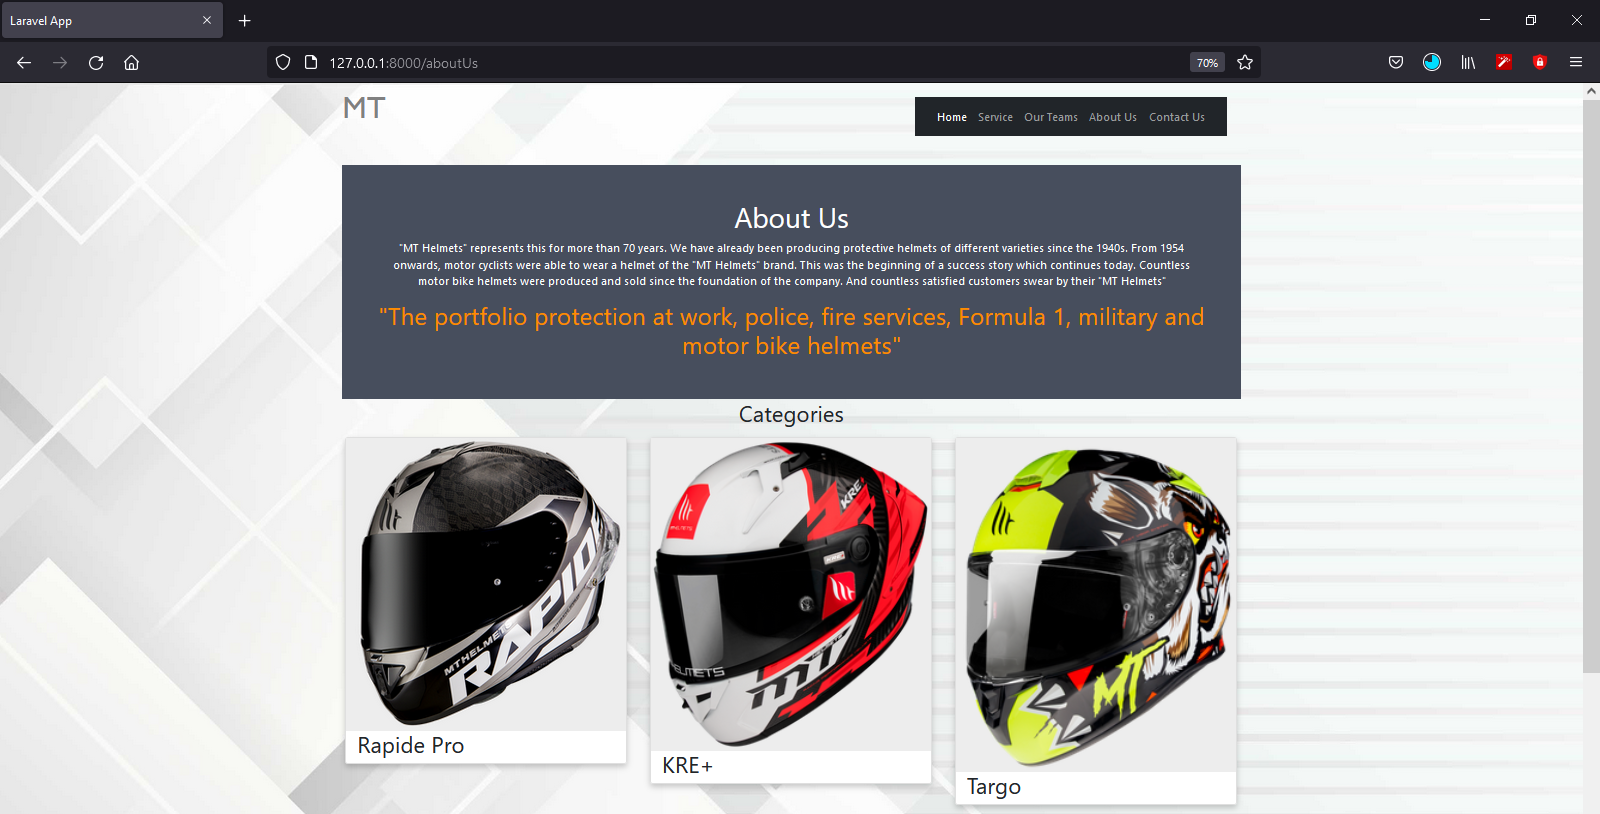 Laravel App
127.0.0.1:8000/aboutUs
70%
MT
Home Service Our Teams About Us Contact Us
About Us
"MT Helmets" represents this for more than 70 years. We have already been producing protective helmets of different varieties since the 1940s. From 1954
onwards, motor cyclists were able to wear a helmet of the "MT Helmets" brand. This was the beginning of a success story which continues today. Countless
motor bike helmets were produced and sold since the foundation of the company. And countless satisfied customers swear by their "MT Helmets"
"The portfolio protection at work, police, fire services, Formula 1, military and
motor bike helmets"
Categories
MT HELMETS
RAPIDE
Rapide Pro
KRE
HELMETS
KRE
MT
HELMETS
KRE+
MT
Targo